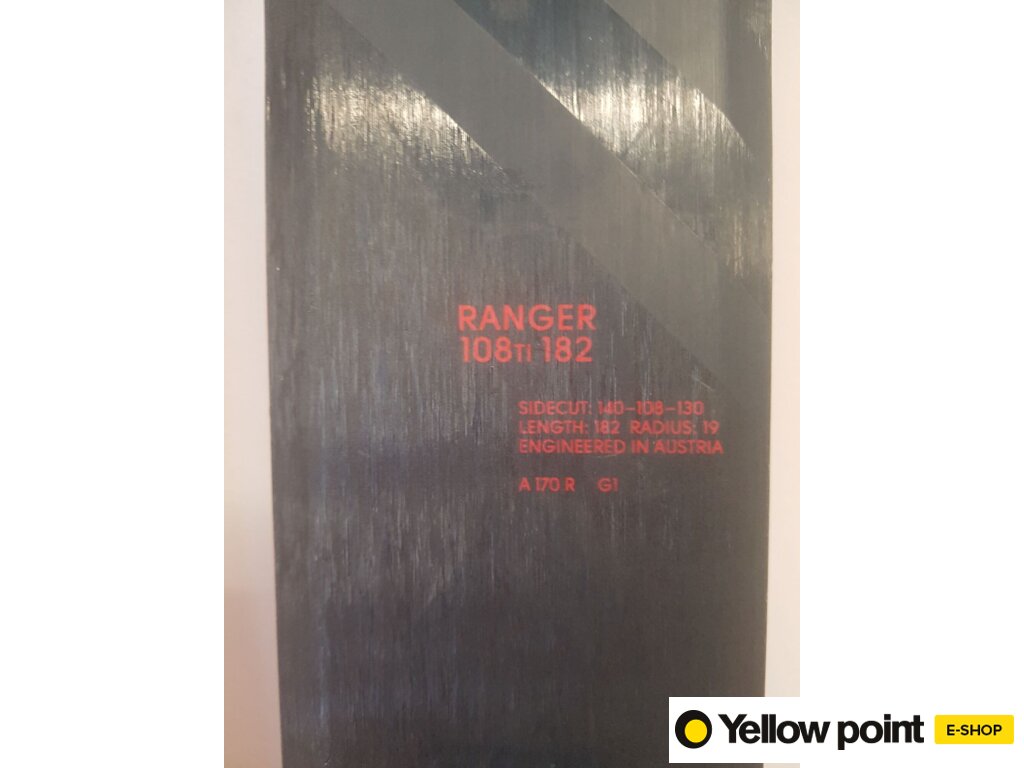 RANGER
108TI 182
SIDECUT: 140-108-130
LENGTH: 182 RADIUS: 19
ENGINEERED IN AUSTRIA
A 170 R G1
Yellow point E-SHOP